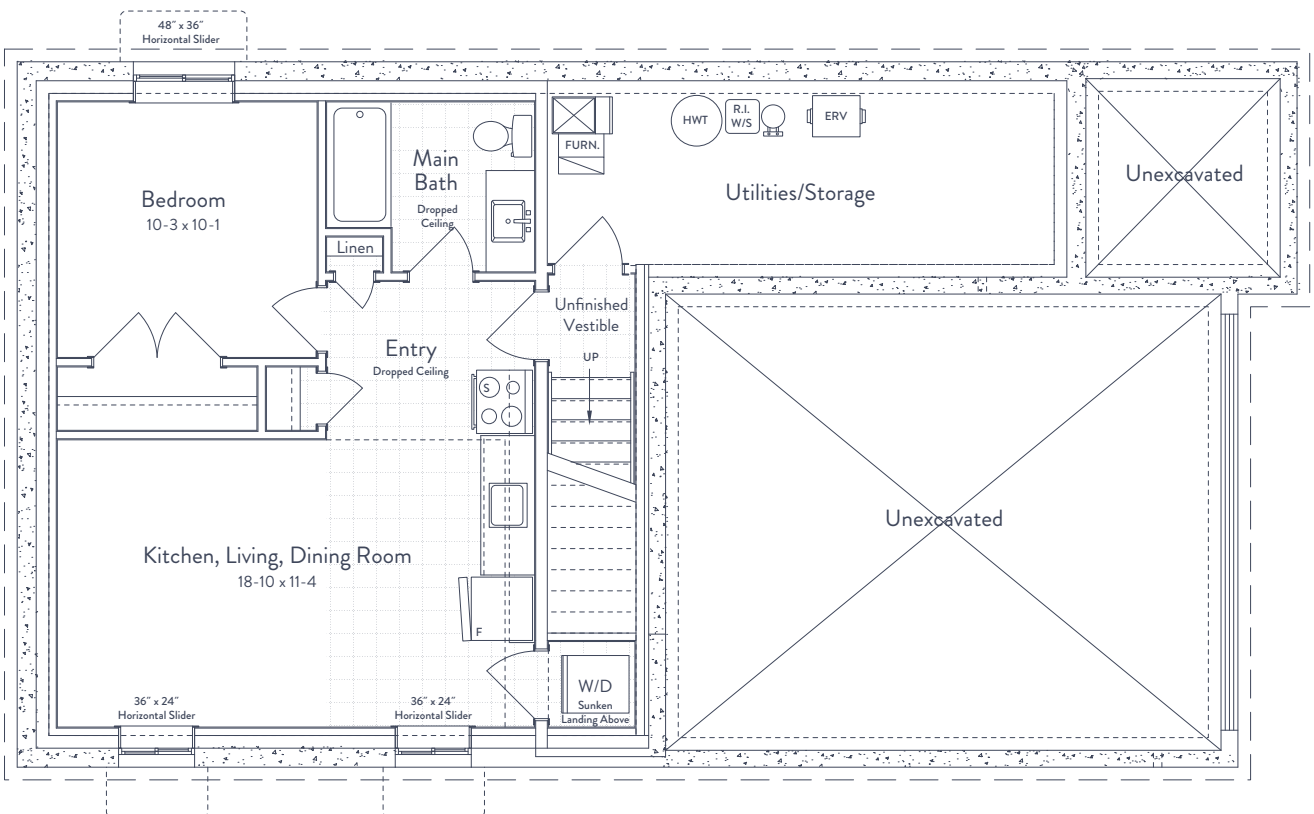 48" x 36"
Horizontal Slider
Bedroom
10-3 x 10-1
Main
Bath
Dropped
Ceiling
Linen
FURN.
HWT
R.I.
W/S
ERV
Utilities/Storage
Unexcavated
Unfinished
Vestible
UP
Entry
Dropped Ceiling
S
Unexcavated
Kitchen, Living, Dining Room
18-10 x 11-4
F
W/D
Sunken
Landing Above
36" x 24"
Horizontal Slider
36" x 24"
Horizontal Slider